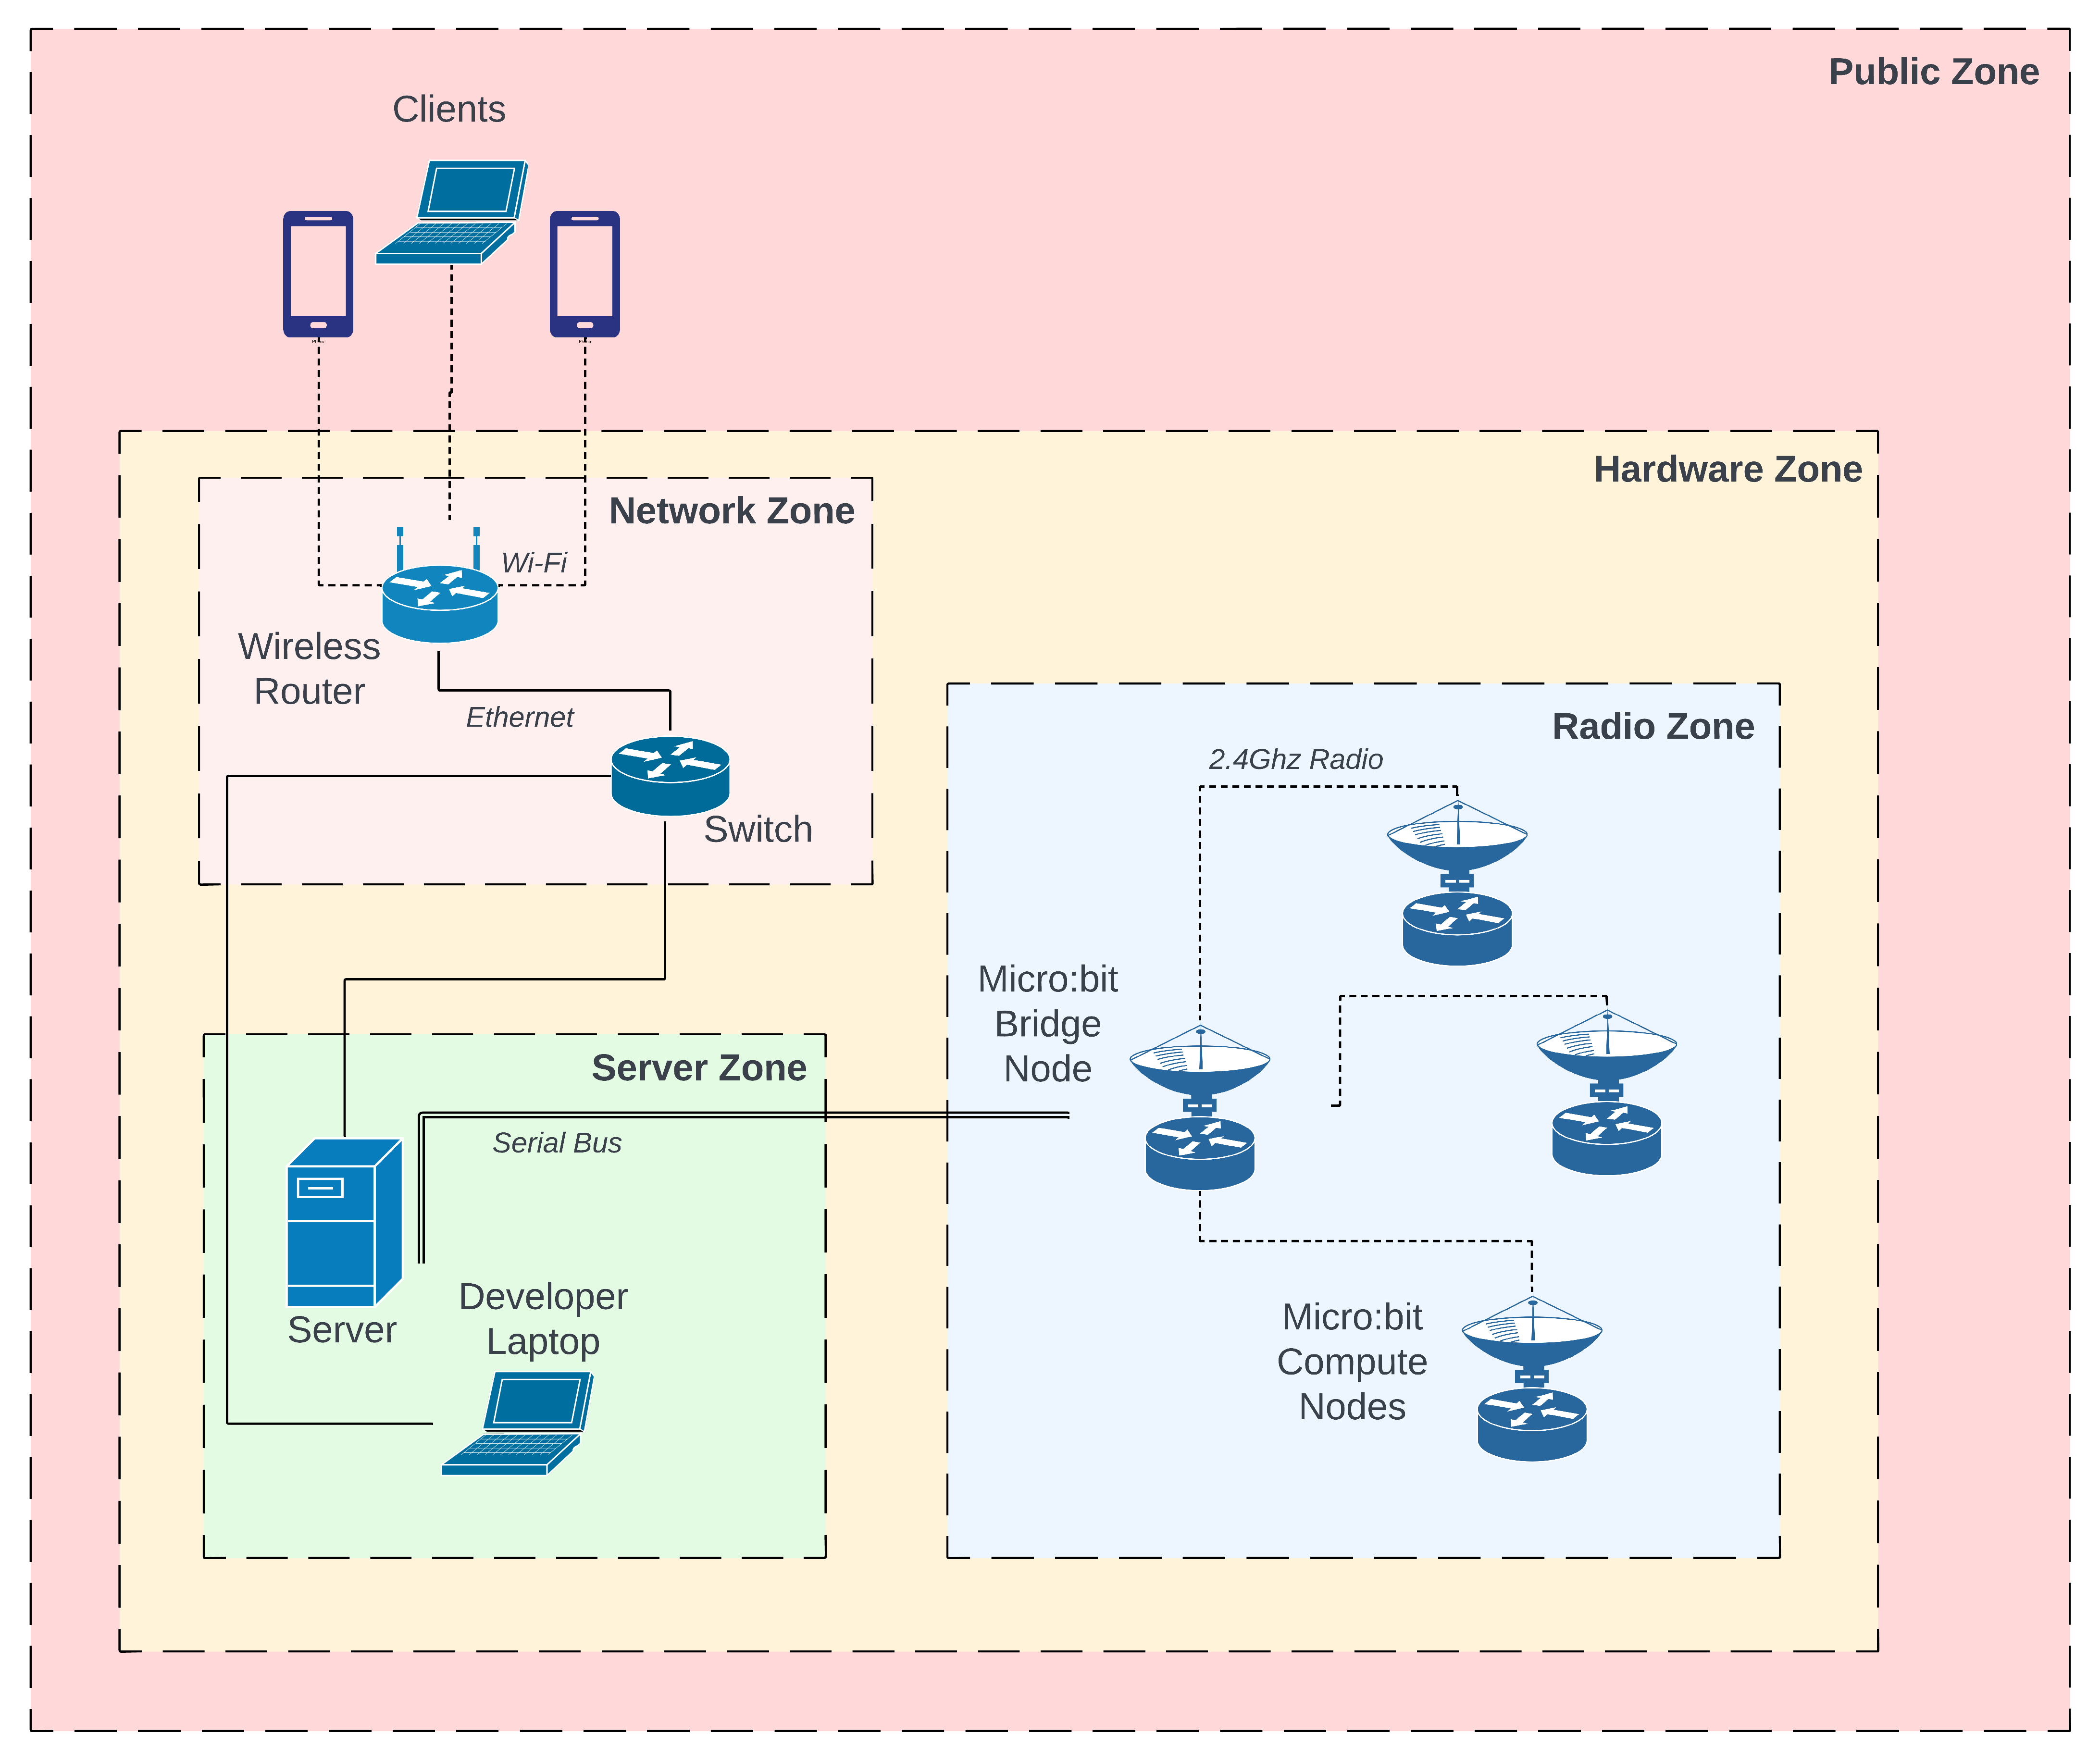 Public Zone
Clients
Hardware Zone
Network Zone
Wi-Fi
Wireless
Router
Ethernet
Switch
Radio Zone
2.4Ghz Radio
Micro:bit
Bridge
Node
Server Zone
Serial Bus
Server
Developer
Laptop
Micro:bit
Compute
Nodes